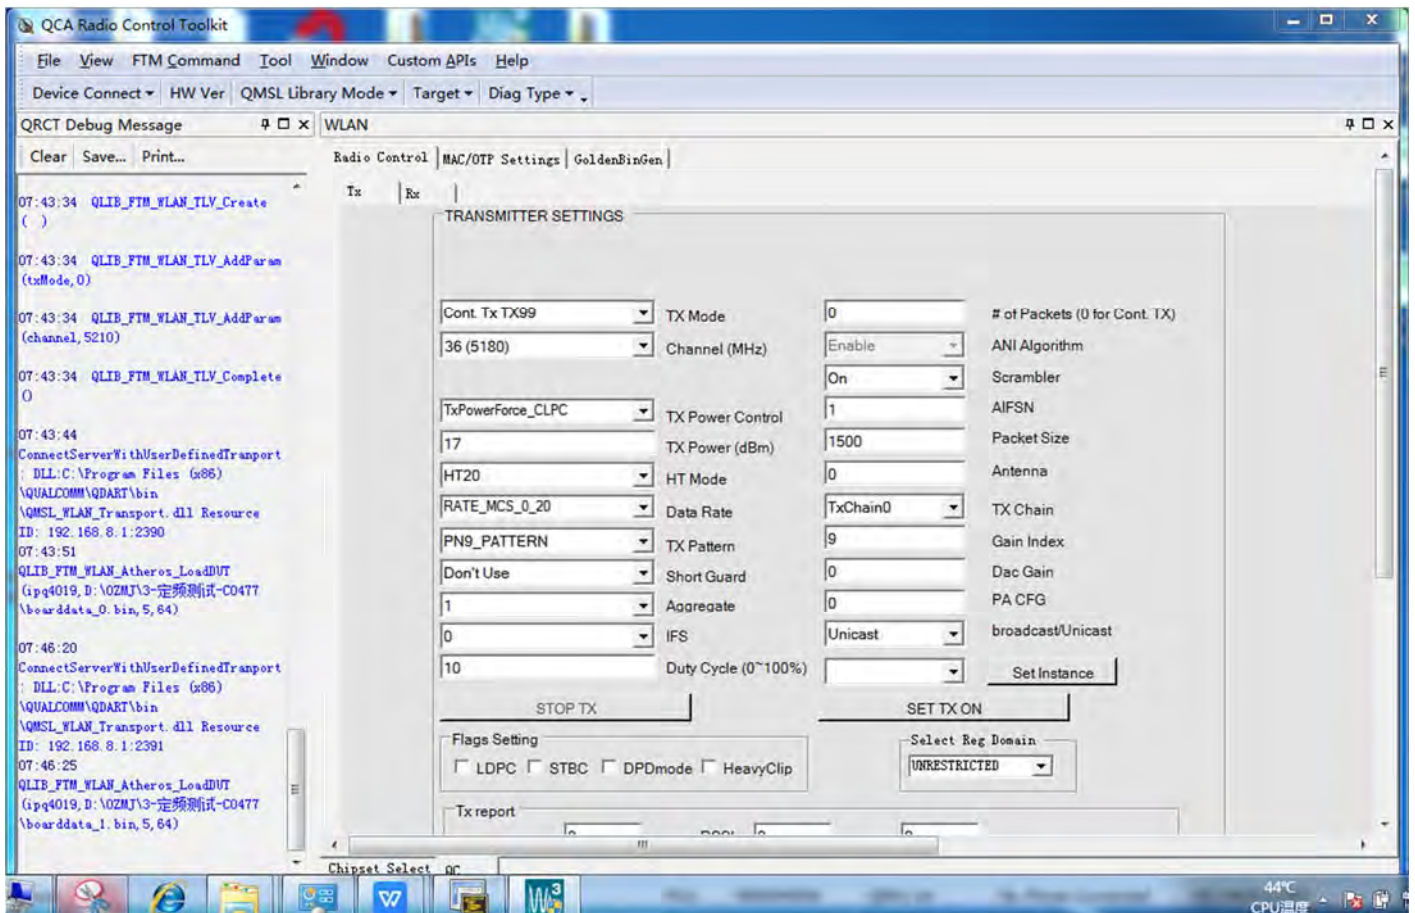 QCA Radio Control Toolkit
File View FTM Command Tool Window Custom APIs Help
Device Connect HW Ver QMSL Library Mode Target Diag Type
QRCT Debug Message
Clear Save... Print...
07:43:34 QLIB_FTM_WLAN_TLV_Create
( )
07:43:34 QLIB_FTM_WLAN_TLV_AddParam
(txMode,0)
07:43:34 QLIB_FTM_WLAN_TLV_AddParam
(channel,5210)
07:43:34 QLIB_FTM_WLAN_TLV_Complete
()
07:43:44
ConnectServerWithUserDefinedTranport
: DLL:C:\Program Files (x86)
\QUALCOMM\QDART\bin
\QMSL_WLAN_Transport.dll Resource
ID: 192.168.8.1:2390
07:43:51
QLIB_FTM_WLAN_Atheros_LoadDUT
(ipq4019,D:\OZMJ\3-定频测试-C0477
\boarddata_0.bin,5,64)
07:46:20
ConnectServerWithUserDefinedTranport
: DLL:C:\Program Files (x86)
\QUALCOMM\QDART\bin
\QMSL_WLAN_Transport.dll Resource
ID: 192.168.8.1:2391
07:46:25
QLIB_FTM_WLAN_Atheros_LoadDUT
(ipq4019,D:\OZMJ\3-定频测试-C0477
\boarddata_1.bin,5,64)
WLAN
Radio Control MAC/OTP Settings GoldenBinGen
Tx Rx
TRANSMITTER SETTINGS
Cont. Tx TX99 TX Mode 0 # of Packets (0 for Cont. TX)
36 (5180) Channel (MHz) Enable ANI Algorithm
On Scrambler
TxPowerForce_CLPC TX Power Control 1 AIFSN
17 TX Power (dBm) 1500 Packet Size
HT20 HT Mode 0 Antenna
RATE_MCS_0_20 Data Rate TxChain0 TX Chain
PN9_PATTERN TX Pattern 9 Gain Index
Don't Use Short Guard 0 Dac Gain
1 Aggregate 0 PA CFG
0 IFS Unicast broadcast/Unicast
10 Duty Cycle (0~100%) Set Instance
STOP TX SET TX ON
Flags Setting Select Reg Domain
LDPC STBC DPDmode HeavyClip UNRESTRICTED
Tx report
Chipset Select QC
44℃
CPU温度